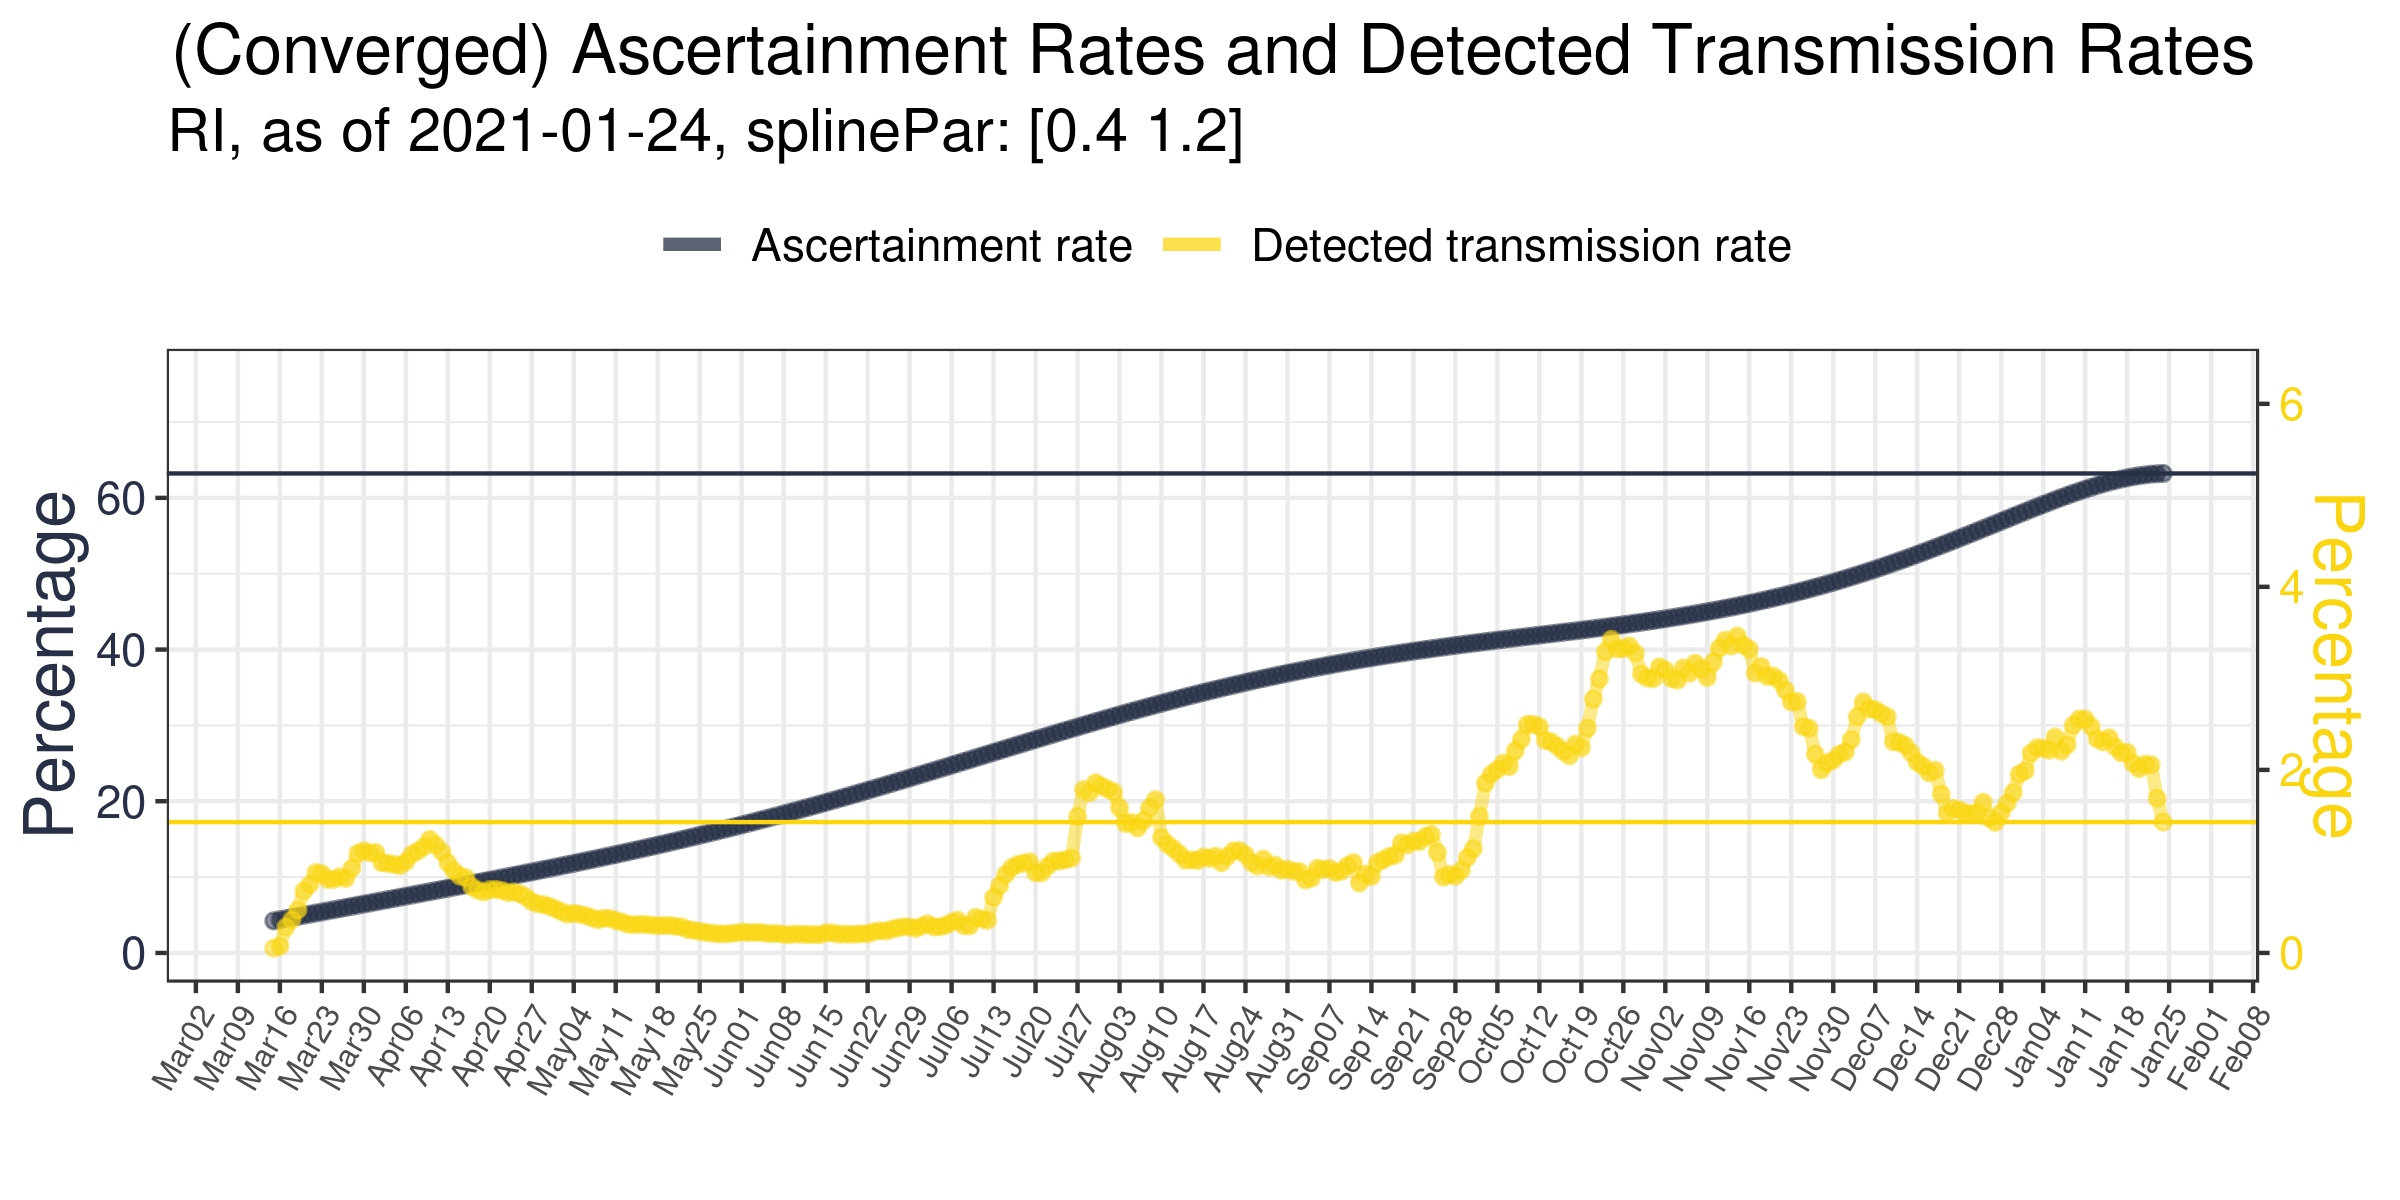 (Converged) Ascertainment Rates and Detected Transmission Rates
RI, as of 2021-01-24, splinePar: [0.4 1.2]
Ascertainment rate Detected transmission rate
Percentage
60
40
20
0
6
4
2
0
Percentage
Mar02 Mar09 Mar16 Mar23 Mar30 Apr06 Apr13 Apr20 Apr27 May04 May11 May18 May25 Jun01 Jun08 Jun15 Jun22 Jun29 Jul06 Jul13 Jul20 Jul27 Aug03 Aug10 Aug17 Aug24 Aug31 Sep07 Sep14 Sep21 Sep28 Oct05 Oct12 Oct19 Oct26 Nov02 Nov09 Nov16 Nov23 Nov30 Dec07 Dec14 Dec21 Dec28 Jan04 Jan11 Jan18 Jan25 Feb01 Feb08